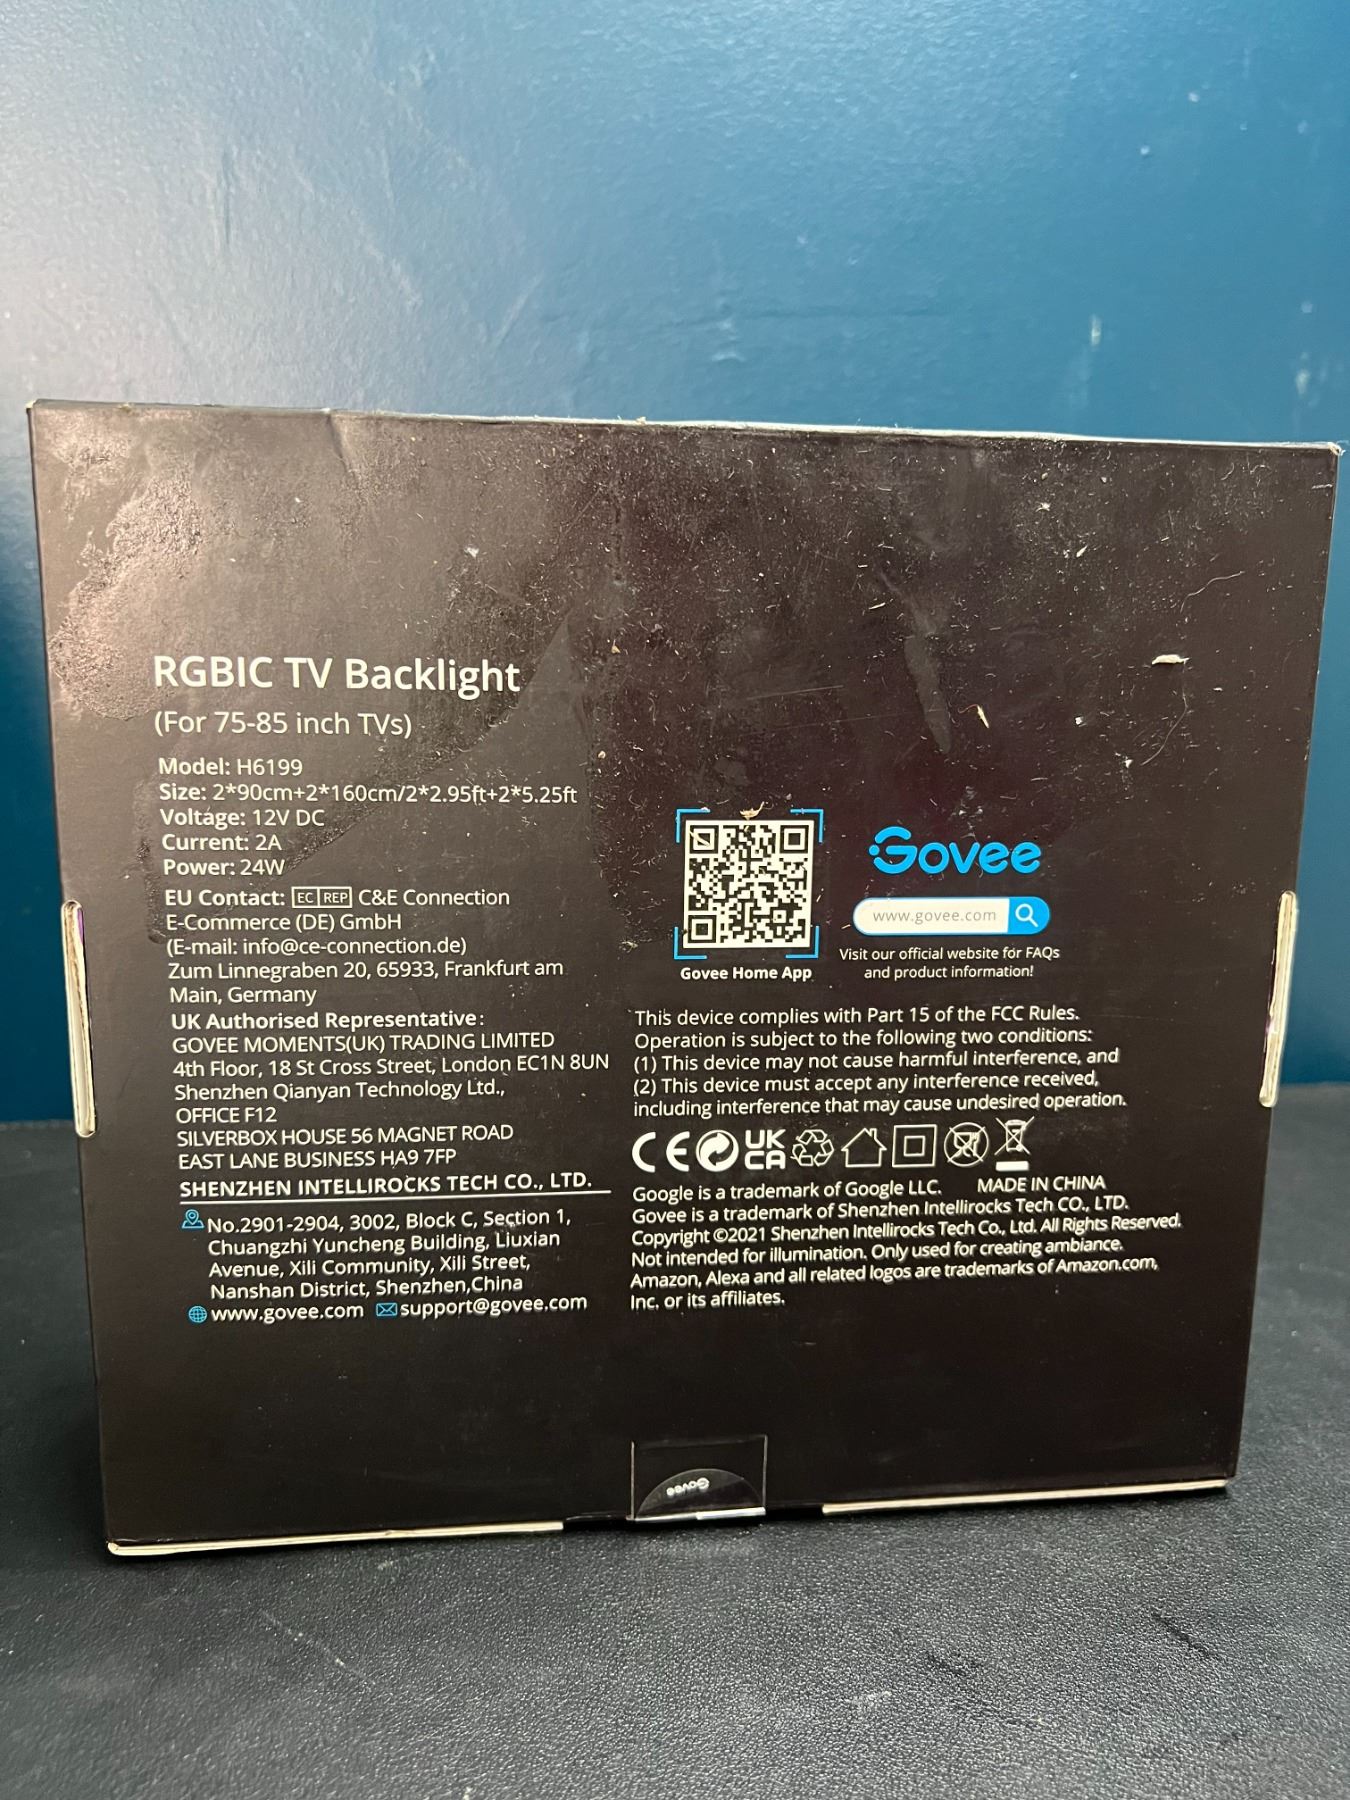 RGBIC TV Backlight
(For 75-85 inch TVs)
Model: H6199
Size: 2*90cm+2*160cm/2*2.95ft+2*5.25ft
Voltage: 12V DC
Current: 2A
Power: 24W
EU Contact: EC REP C&E Connection
E-Commerce (DE) GmbH
(E-mail: info@ce-connection.de)
Zum Linnegraben 20, 65933, Frankfurt am
Main, Germany
UK Authorised Representative:
GOVEE MOMENTS(UK) TRADING LIMITED
4th Floor, 18 St Cross Street, London EC1N 8UN
Shenzhen Qianyan Technology Ltd.,
OFFICE F12
SILVERBOX HOUSE 56 MAGNET ROAD
EAST LANE BUSINESS HA9 7FP
SHENZHEN INTELLIROCKS TECH CO., LTD.
No.2901-2904, 3002, Block C, Section 1,
Chuangzhi Yuncheng Building, Liuxian
Avenue, Xili Community, Xili Street,
Nanshan District, Shenzhen,China
www.govee.com support@govee.com
Govee Home App
Govee
www.govee.com
Visit our official website for FAQs
and product information!
This device complies with Part 15 of the FCC Rules.
Operation is subject to the following two conditions:
(1) This device may not cause harmful interference, and
(2) This device must accept any interference received,
including interference that may cause undesired operation.
CE UK
CA
Google is a trademark of Google LLC. MADE IN CHINA
Govee is a trademark of Shenzhen Intellirocks Tech CO., LTD.
Copyright ©2021 Shenzhen Intellirocks Tech Co., Ltd. All Rights Reserved.
Not intended for illumination. Only used for creating ambiance.
Amazon, Alexa and all related logos are trademarks of Amazon.com,
Inc. or its affiliates.
Govee